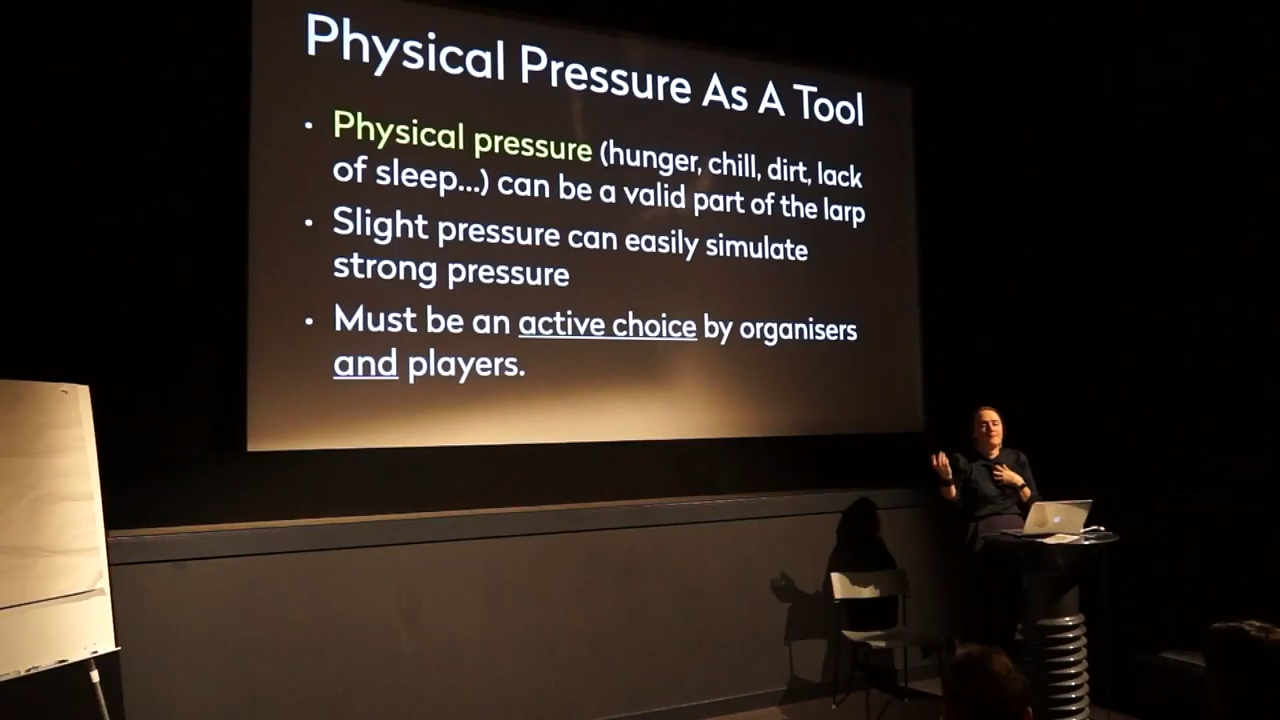 Physical Pressure As A Tool
• Physical pressure (hunger, chill, dirt, lack
of sleep...) can be a valid part of the larp
• Slight pressure can easily simulate
strong pressure
• Must be an active choice by organisers
and players.